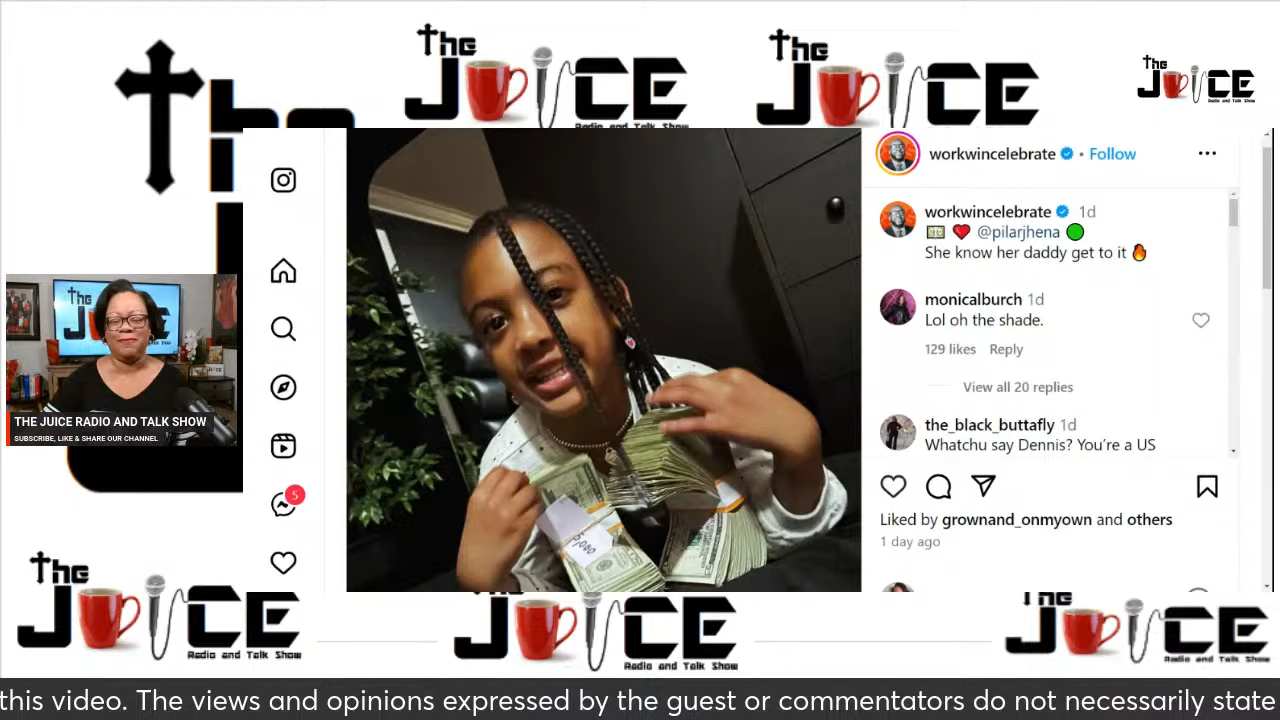 The
JUICE
Radio and Talk Show
The
JUICE
Radio and Talk Show
The
JUICE
Radio and Talk Show
The
workwincelebrate • Follow
workwincelebrate 1d
@pilarjhena
She know her daddy get to it
monicalburch 1d
Lol oh the shade.
129 likes Reply
View all 20 replies
the_black_buttafly 1d
Whatchu say Dennis? You're a US
Liked by grownand_onmyown and others
1 day ago
5
The
THE JUICE RADIO AND TALK SHOW
SUBSCRIBE, LIKE & SHARE OUR CHANNEL
The
JUICE
Radio and Talk Show
JUICE
Radio and Talk Show
The
JUICE
Radio and Talk Show
this video. The views and opinions expressed by the guest or commentators do not necessarily state